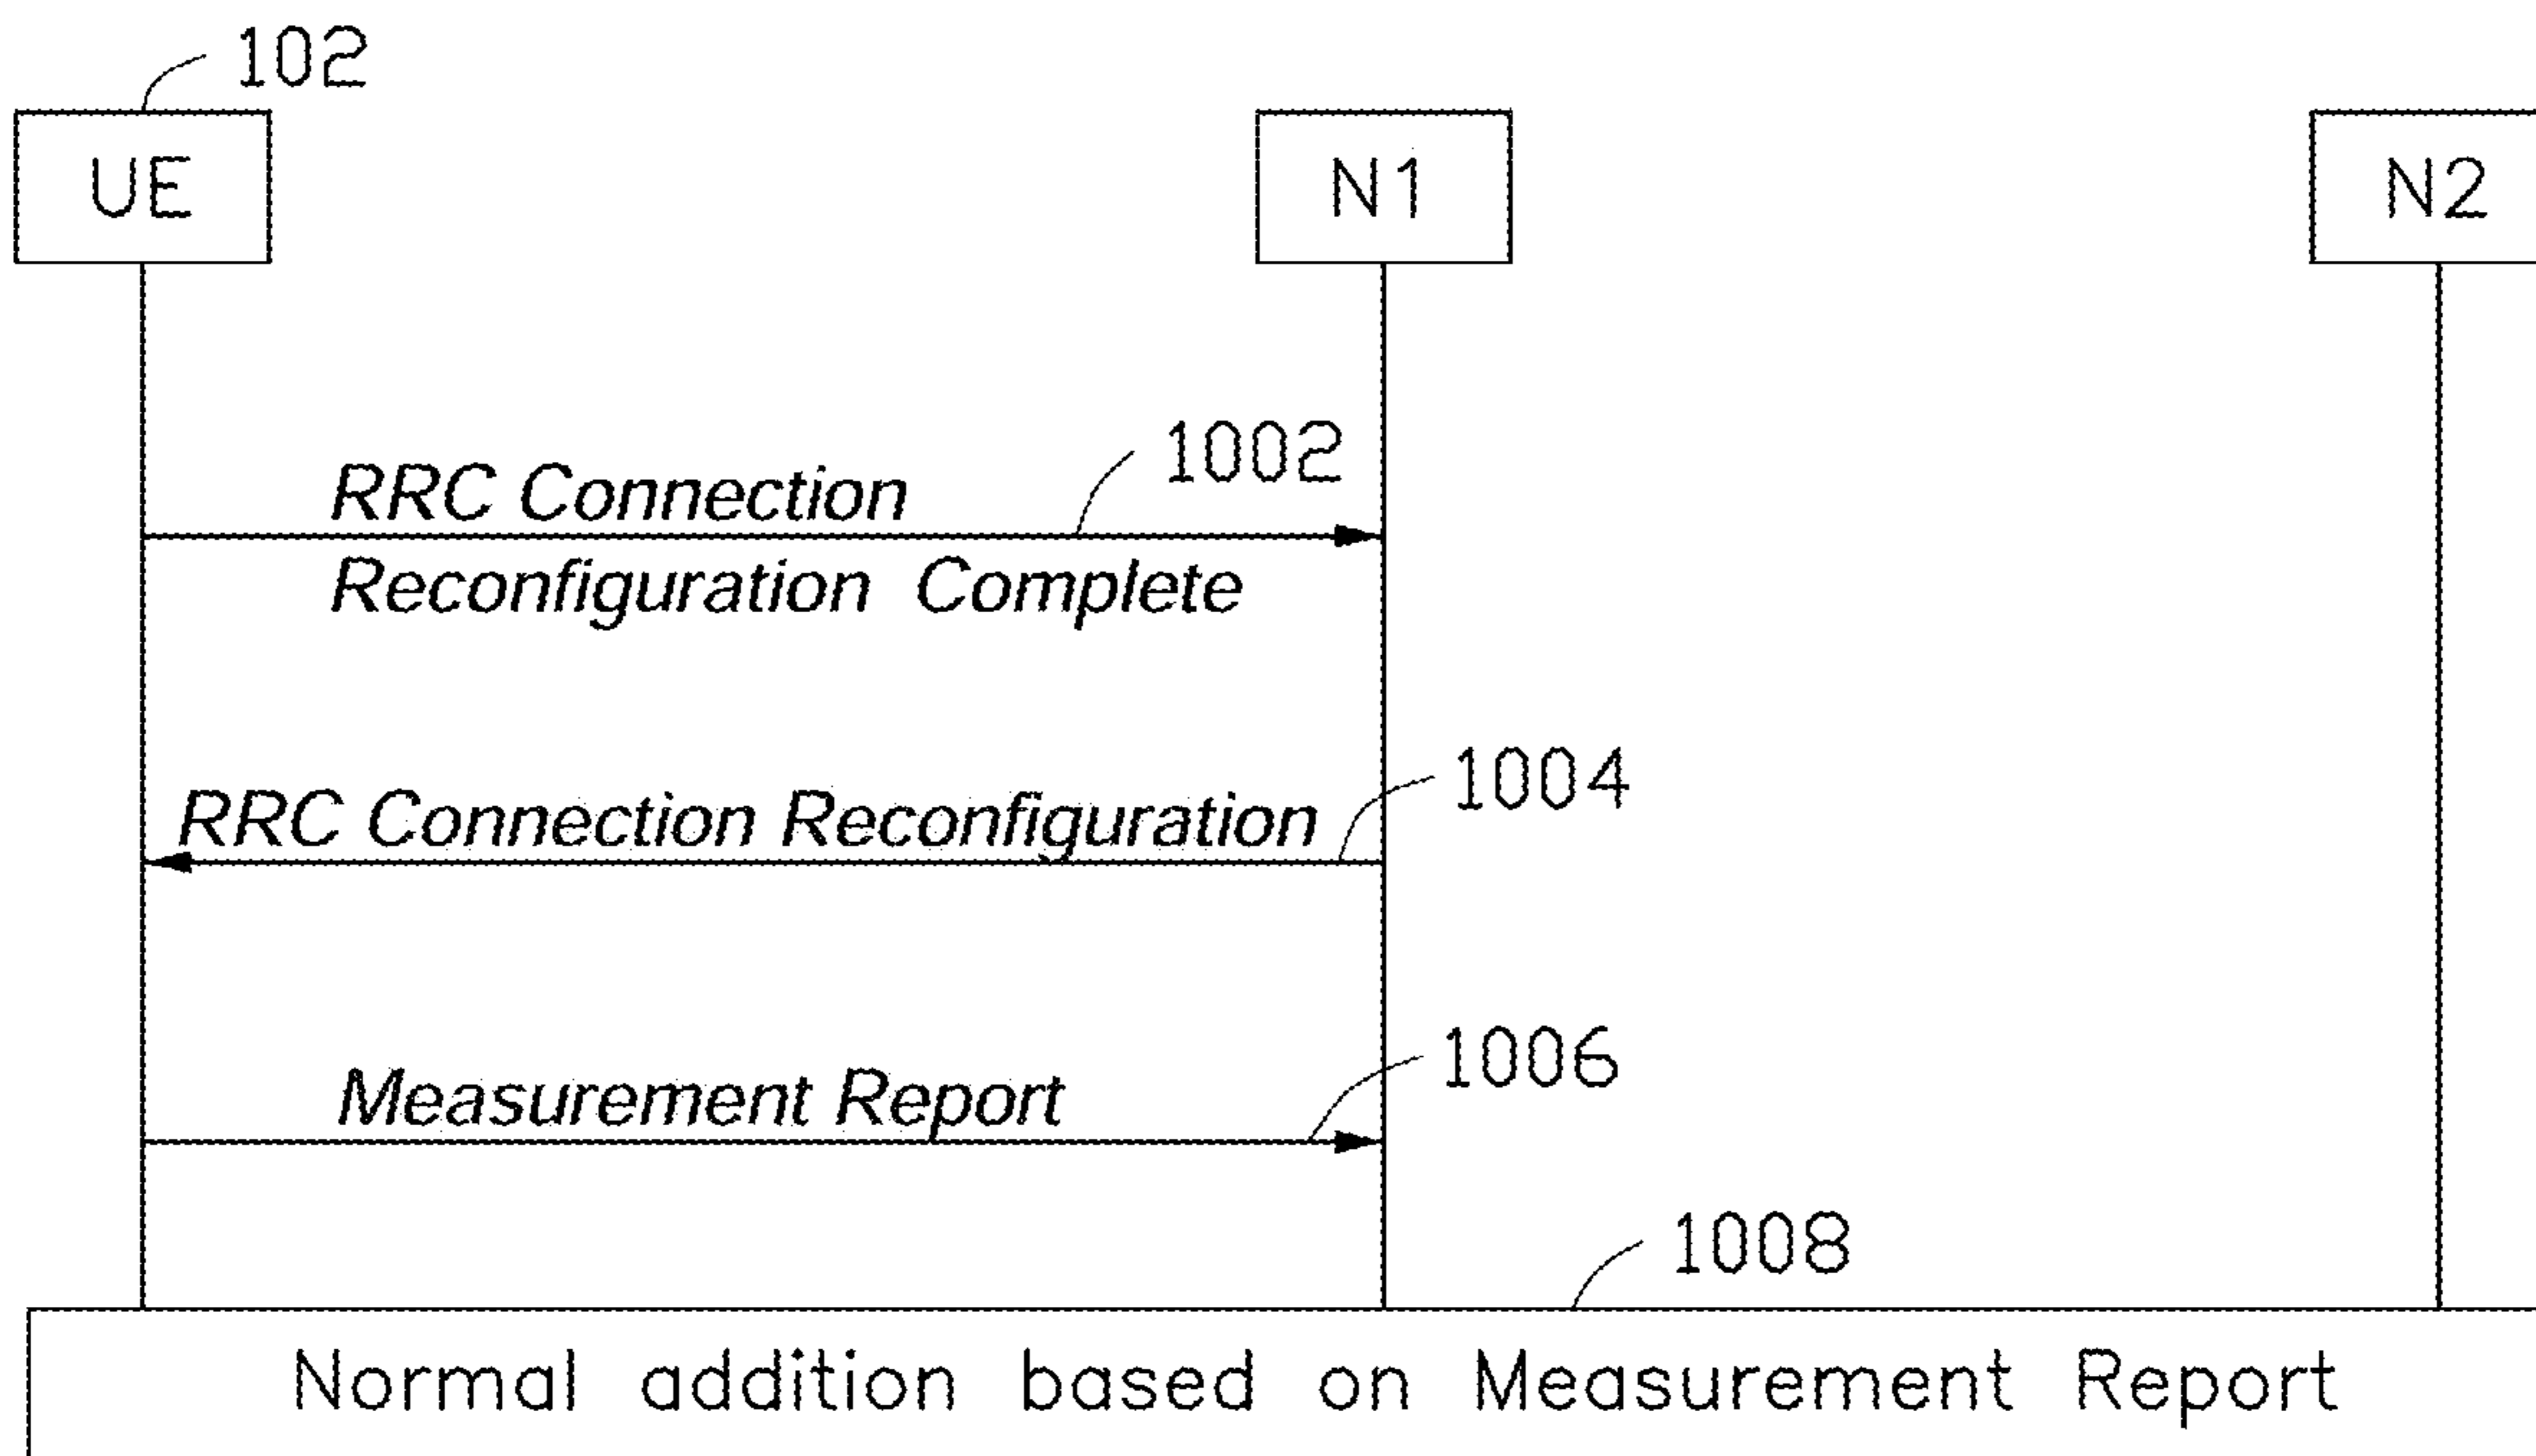 102
UE
N1
N2
1002
RRC Connection
Reconfiguration Complete
1004
RRC Connection Reconfiguration
1006
Measurement Report
1008
Normal addition based on Measurement Report